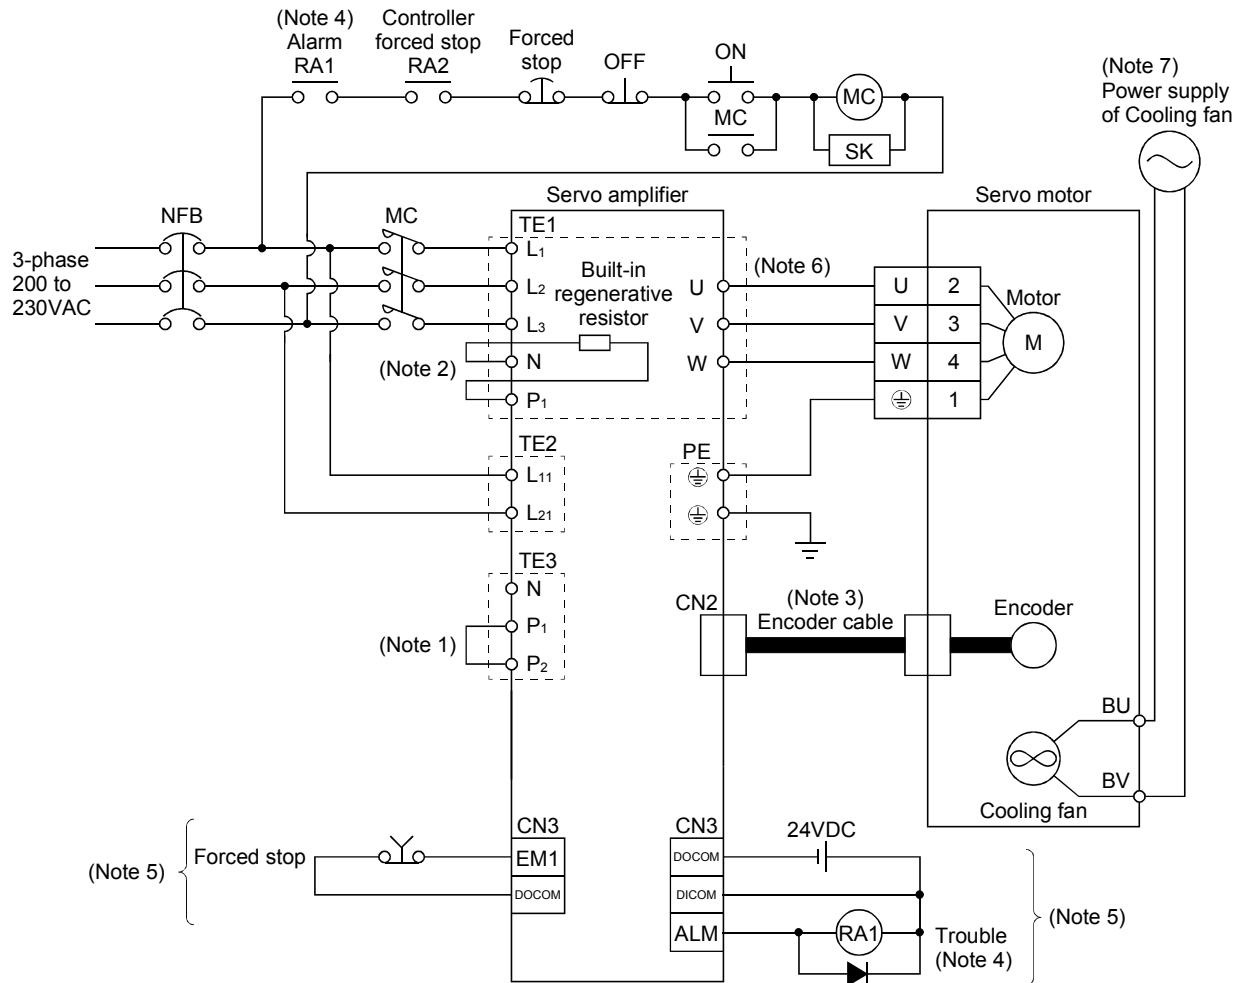 (Note 4)
Alarm
RA1
Controller
forced stop
RA2
Forced
stop
OFF
ON
MC
MC
SK
(Note 7)
Power supply
of Cooling fan
NFB
MC
Servo amplifier
Servo motor
3-phase
200 to
230VAC
TE1
L1
L2
L3
N
P1
(Note 2)
Built-in
regenerative
resistor
U
V
W
(Note 6)
U 2
V 3
W 4
1
Motor
M
TE2
L11
L21
PE
TE3
N
P1
P2
(Note 1)
CN2
(Note 3)
Encoder cable
Encoder
BU
BV
Cooling fan
(Note 5)
Forced stop
CN3
EM1
DOCOM
CN3
DOCOM
DICOM
ALM
24VDC
RA1
Trouble
(Note 4)
(Note 5)